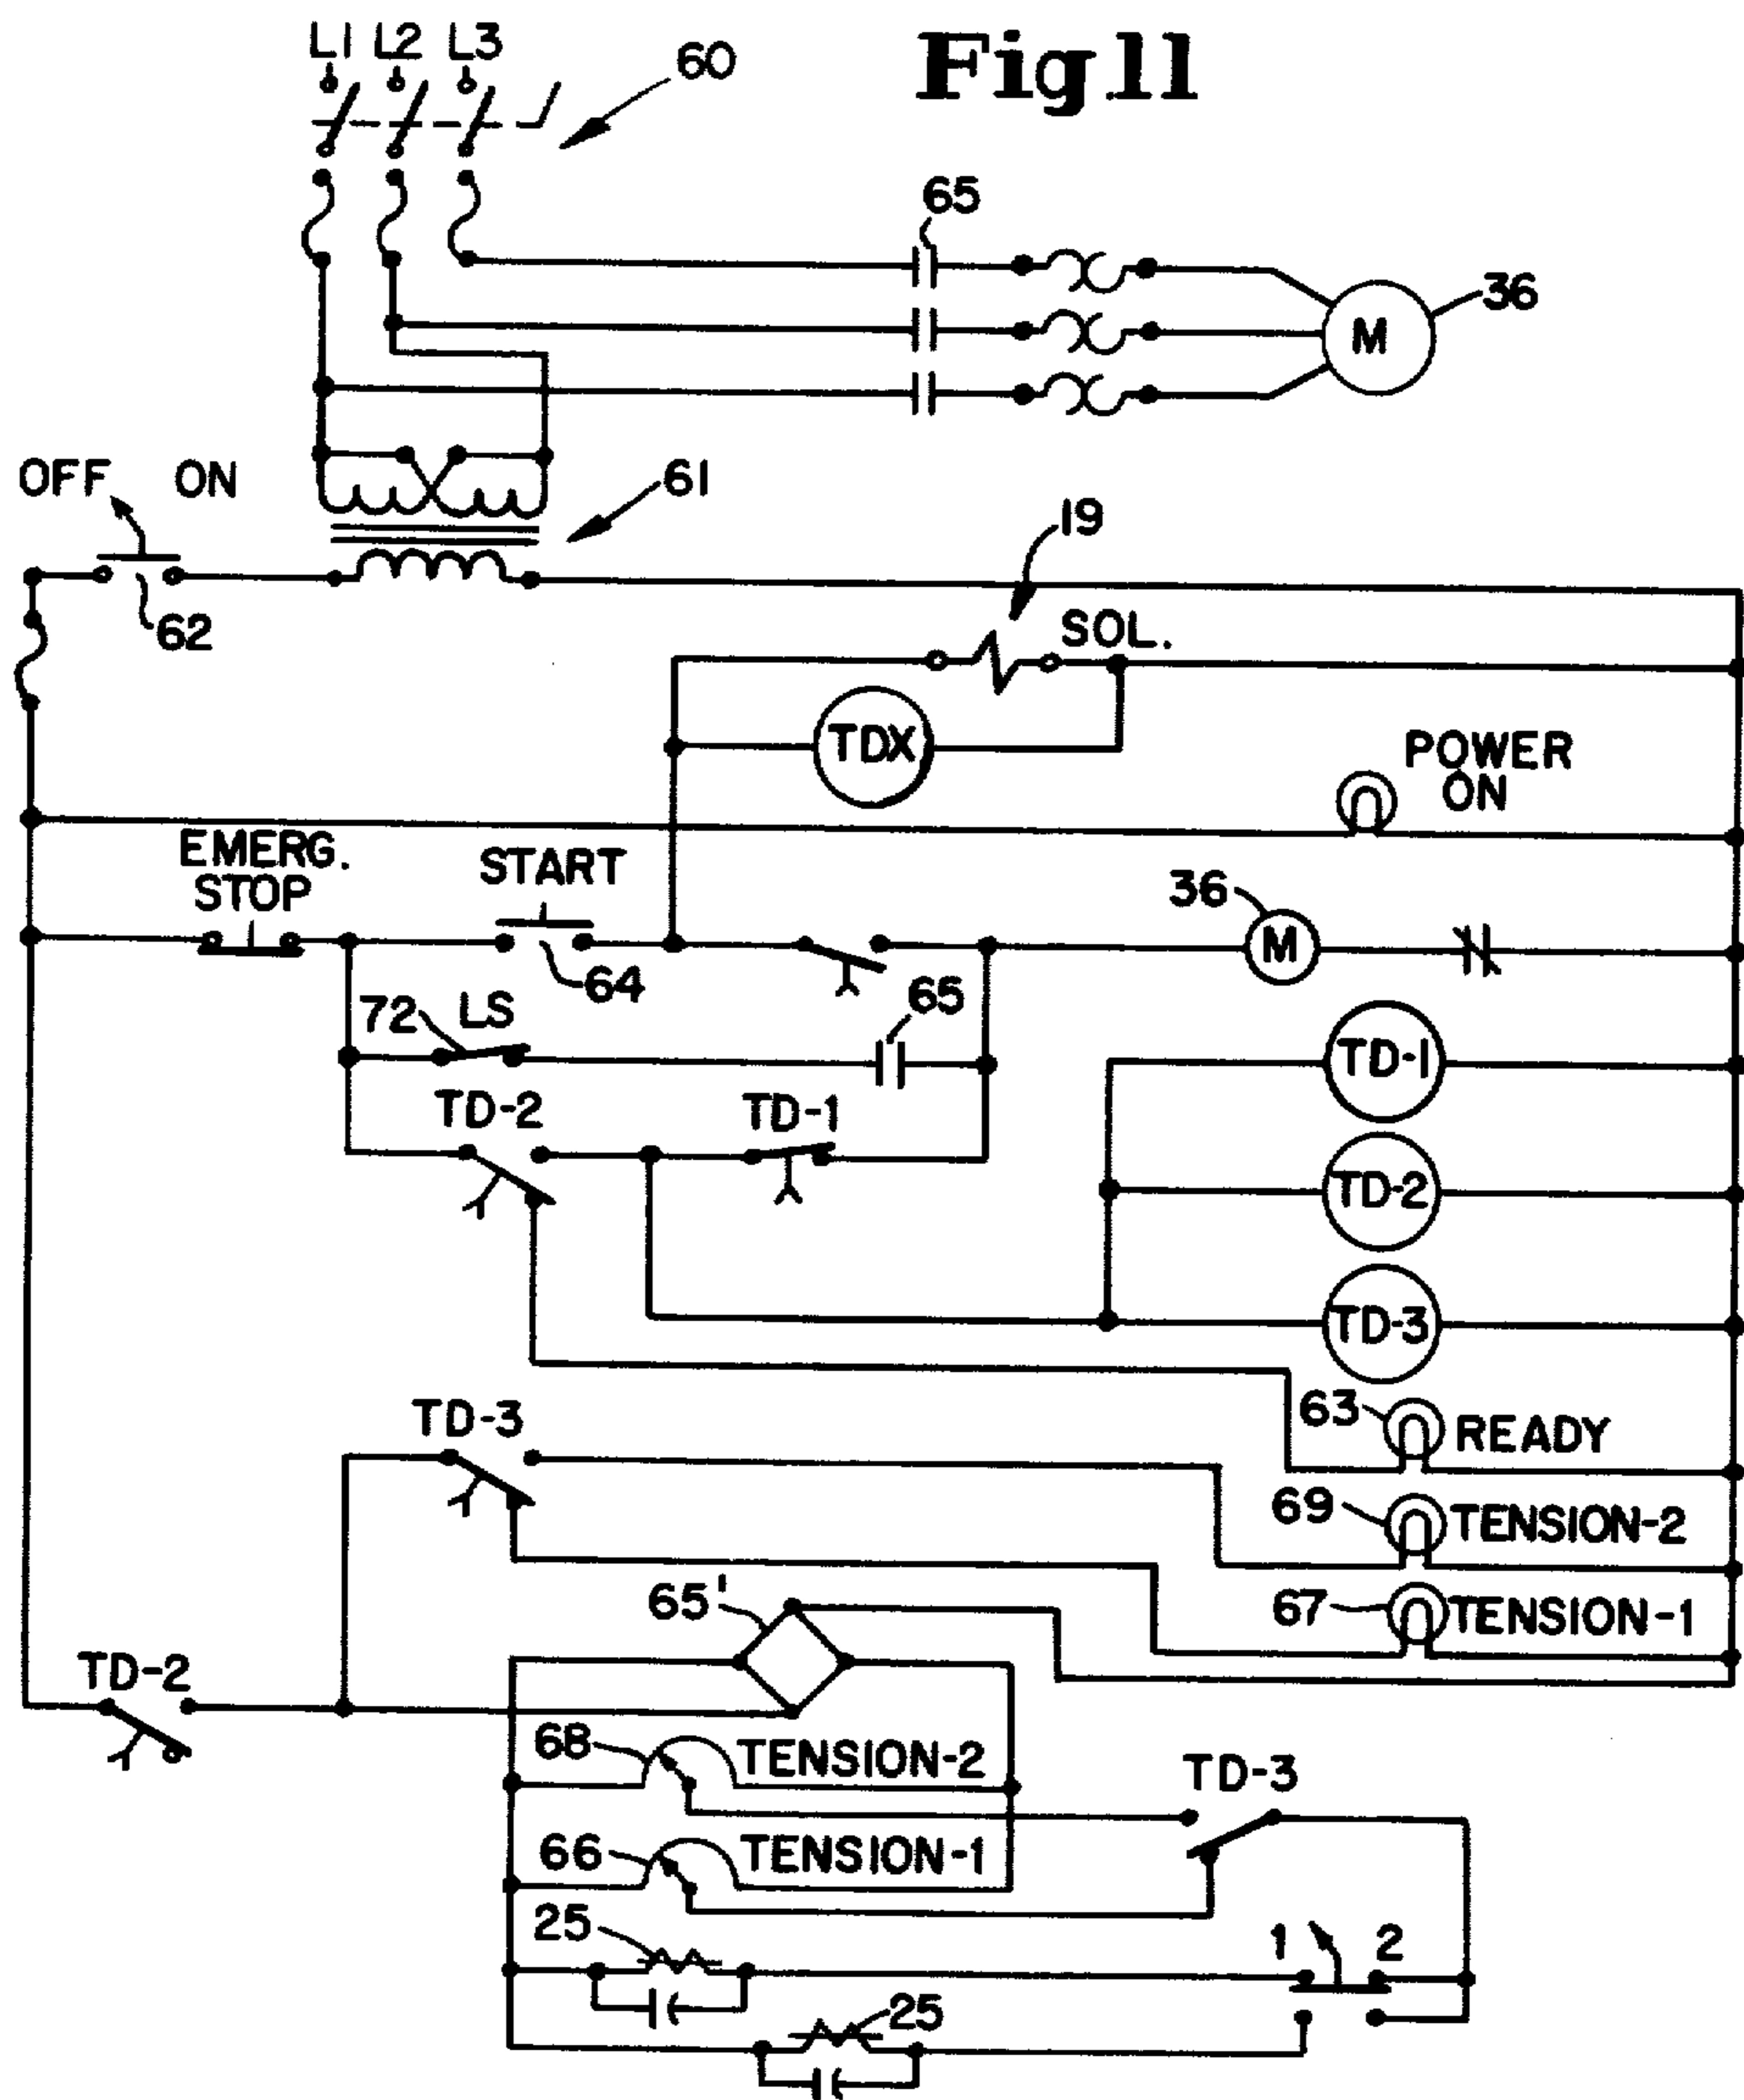 Fig.11
L1 L2 L3
60
65
36
M
OFF ON
61
19
62
SOL.
TDX
POWER
ON
EMERG.
STOP
START
36
M
64
65
72
LS
TD-1
TD-2
TD-1
TD-2
TD-3
63
READY
TD-3
69
TENSION-2
65'
67
TENSION-1
TD-2
68
TENSION-2
TD-3
66
TENSION-1
25
1 2
25